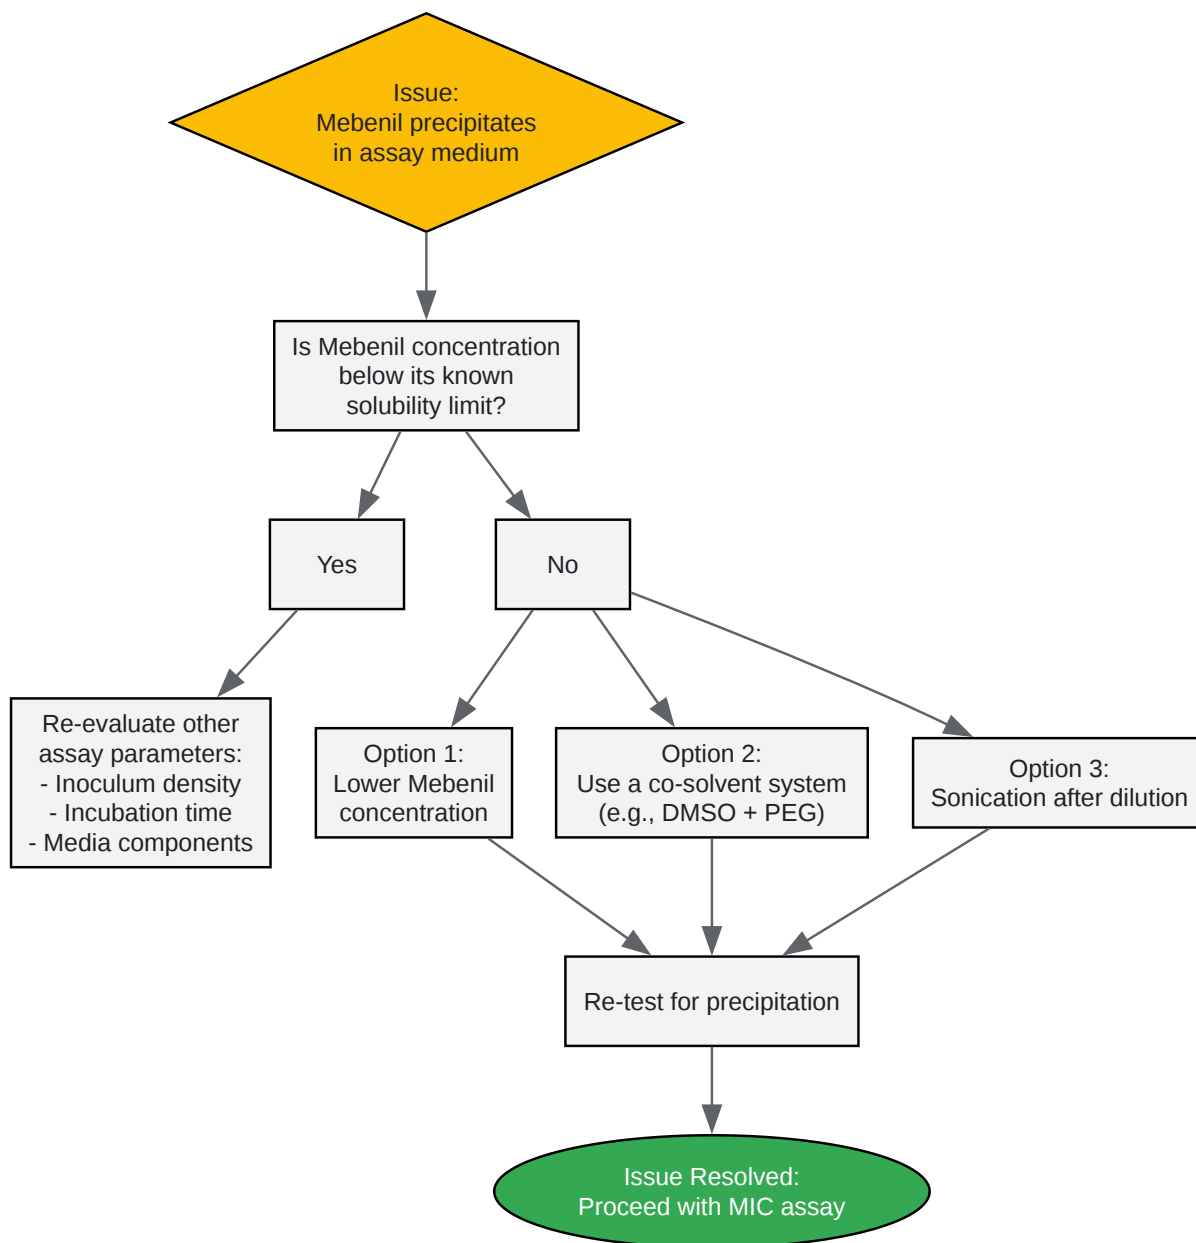 Issue:
Mebenil precipitates
in assay medium
Is Mebenil concentration
below its known
solubility limit?
Yes
No
Re-evaluate other
assay parameters:
- Inoculum density
- Incubation time
- Media components
Option 1:
Lower Mebenil
concentration
Option 2:
Use a co-solvent system
(e.g., DMSO + PEG)
Option 3:
Sonication after dilution
Re-test for precipitation
Issue Resolved:
Proceed with MIC assay